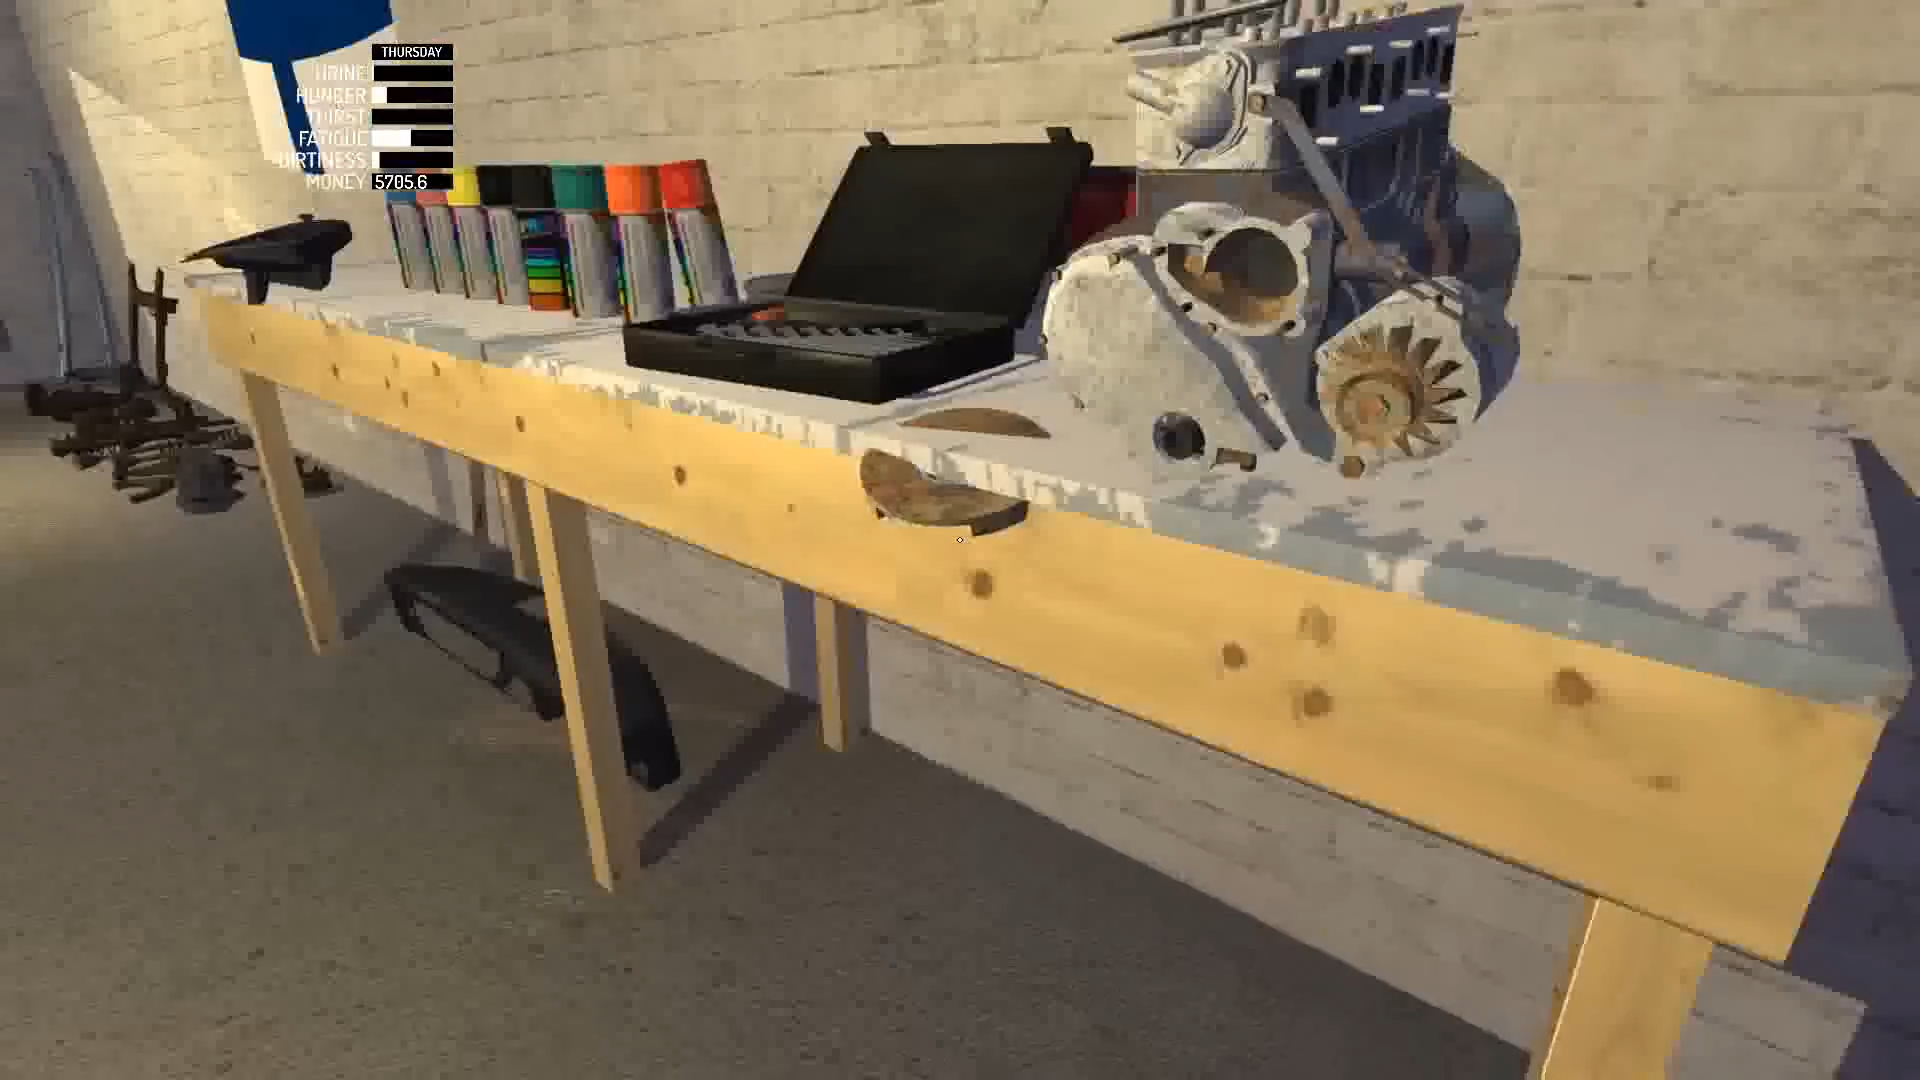 THURSDAY
URINE
HUNGER
THIRST
FATIGUE
DIRTINESS
MONEY 5705.6